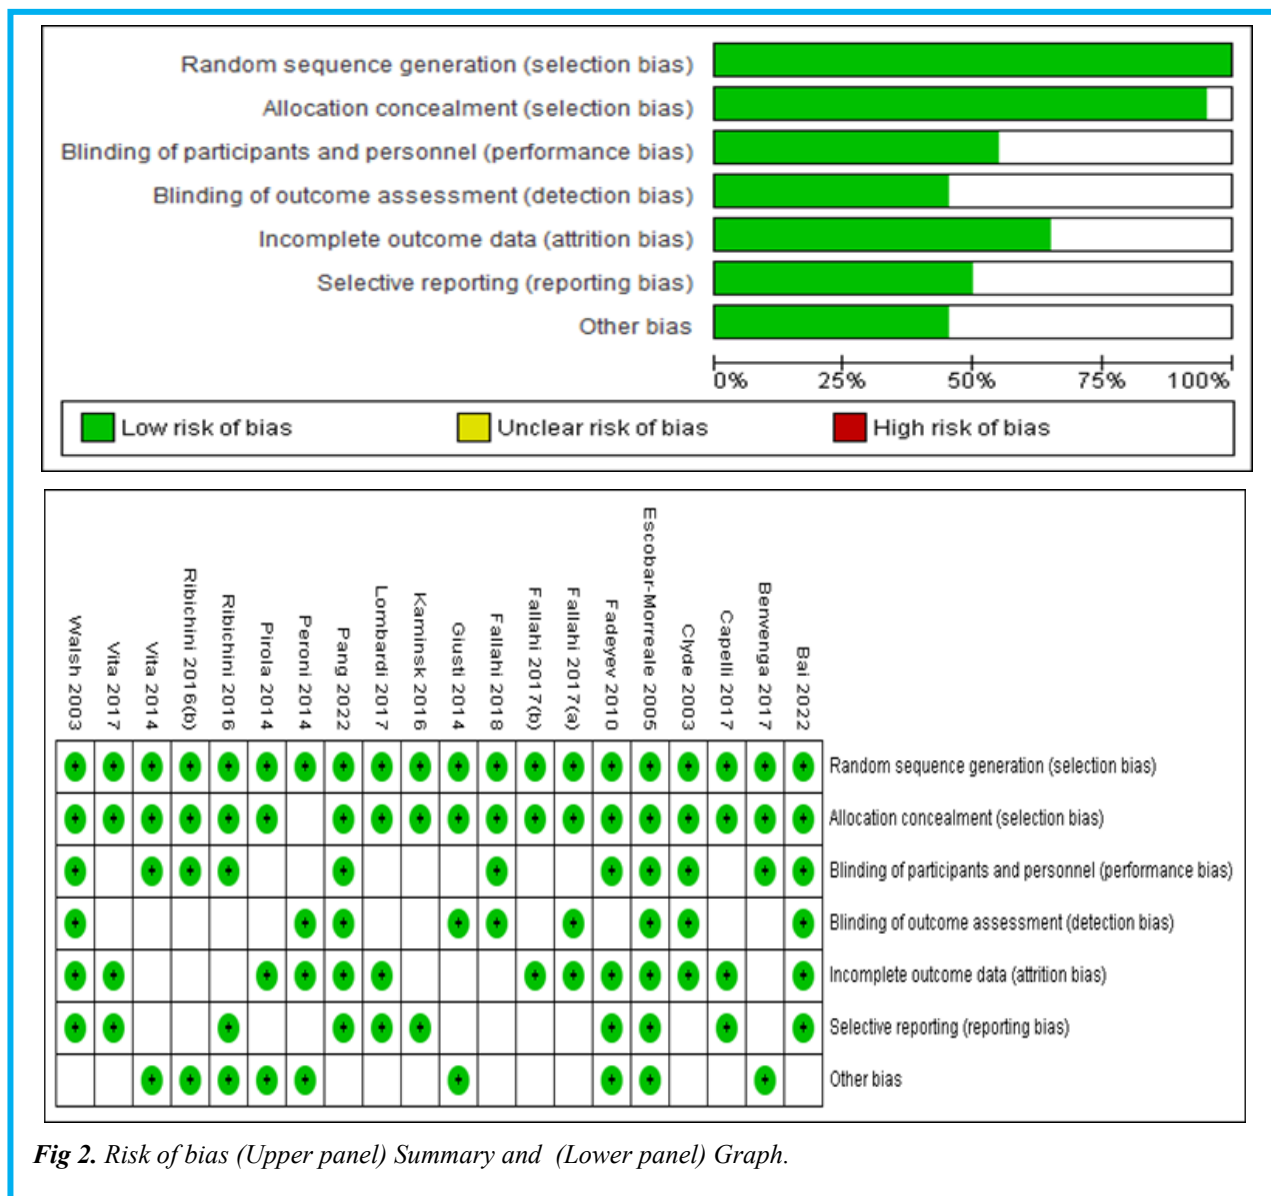 Random sequence generation (selection bias)
Allocation concealment (selection bias)
Blinding of participants and personnel (performance bias)
Blinding of outcome assessment (detection bias)
Incomplete outcome data (attrition bias)
Selective reporting (reporting bias)
Other bias
0% 25% 50% 75% 100%
Low risk of bias Unclear risk of bias High risk of bias
Walsh 2003
Vita 2017
Vita 2014
Ribichini 2016(b)
Ribichini 2016
Pirola 2014
Peroni 2014
Pang 2022
Lombardi 2017
Kaminsk 2016
Giusti 2014
Fallahi 2018
Fallahi 2017(b)
Fallahi 2017(a)
Fadeyev 2010
Escobar-Morreale 2005
Clyde 2003
Capelli 2017
Benvenga 2017
Bai 2022
Random sequence generation (selection bias)
Allocation concealment (selection bias)
Blinding of participants and personnel (performance bias)
Blinding of outcome assessment (detection bias)
Incomplete outcome data (attrition bias)
Selective reporting (reporting bias)
Other bias
Fig 2. Risk of bias (Upper panel) Summary and (Lower panel) Graph.